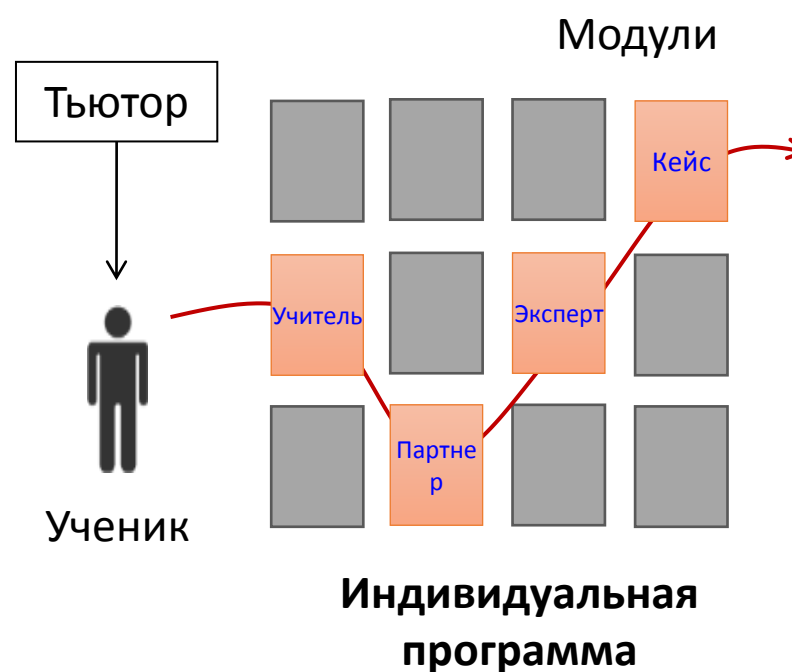 Модули
Тьютор
Кейс
Учитель
Эксперт
Партне
р
Ученик
Индивидуальная
программа